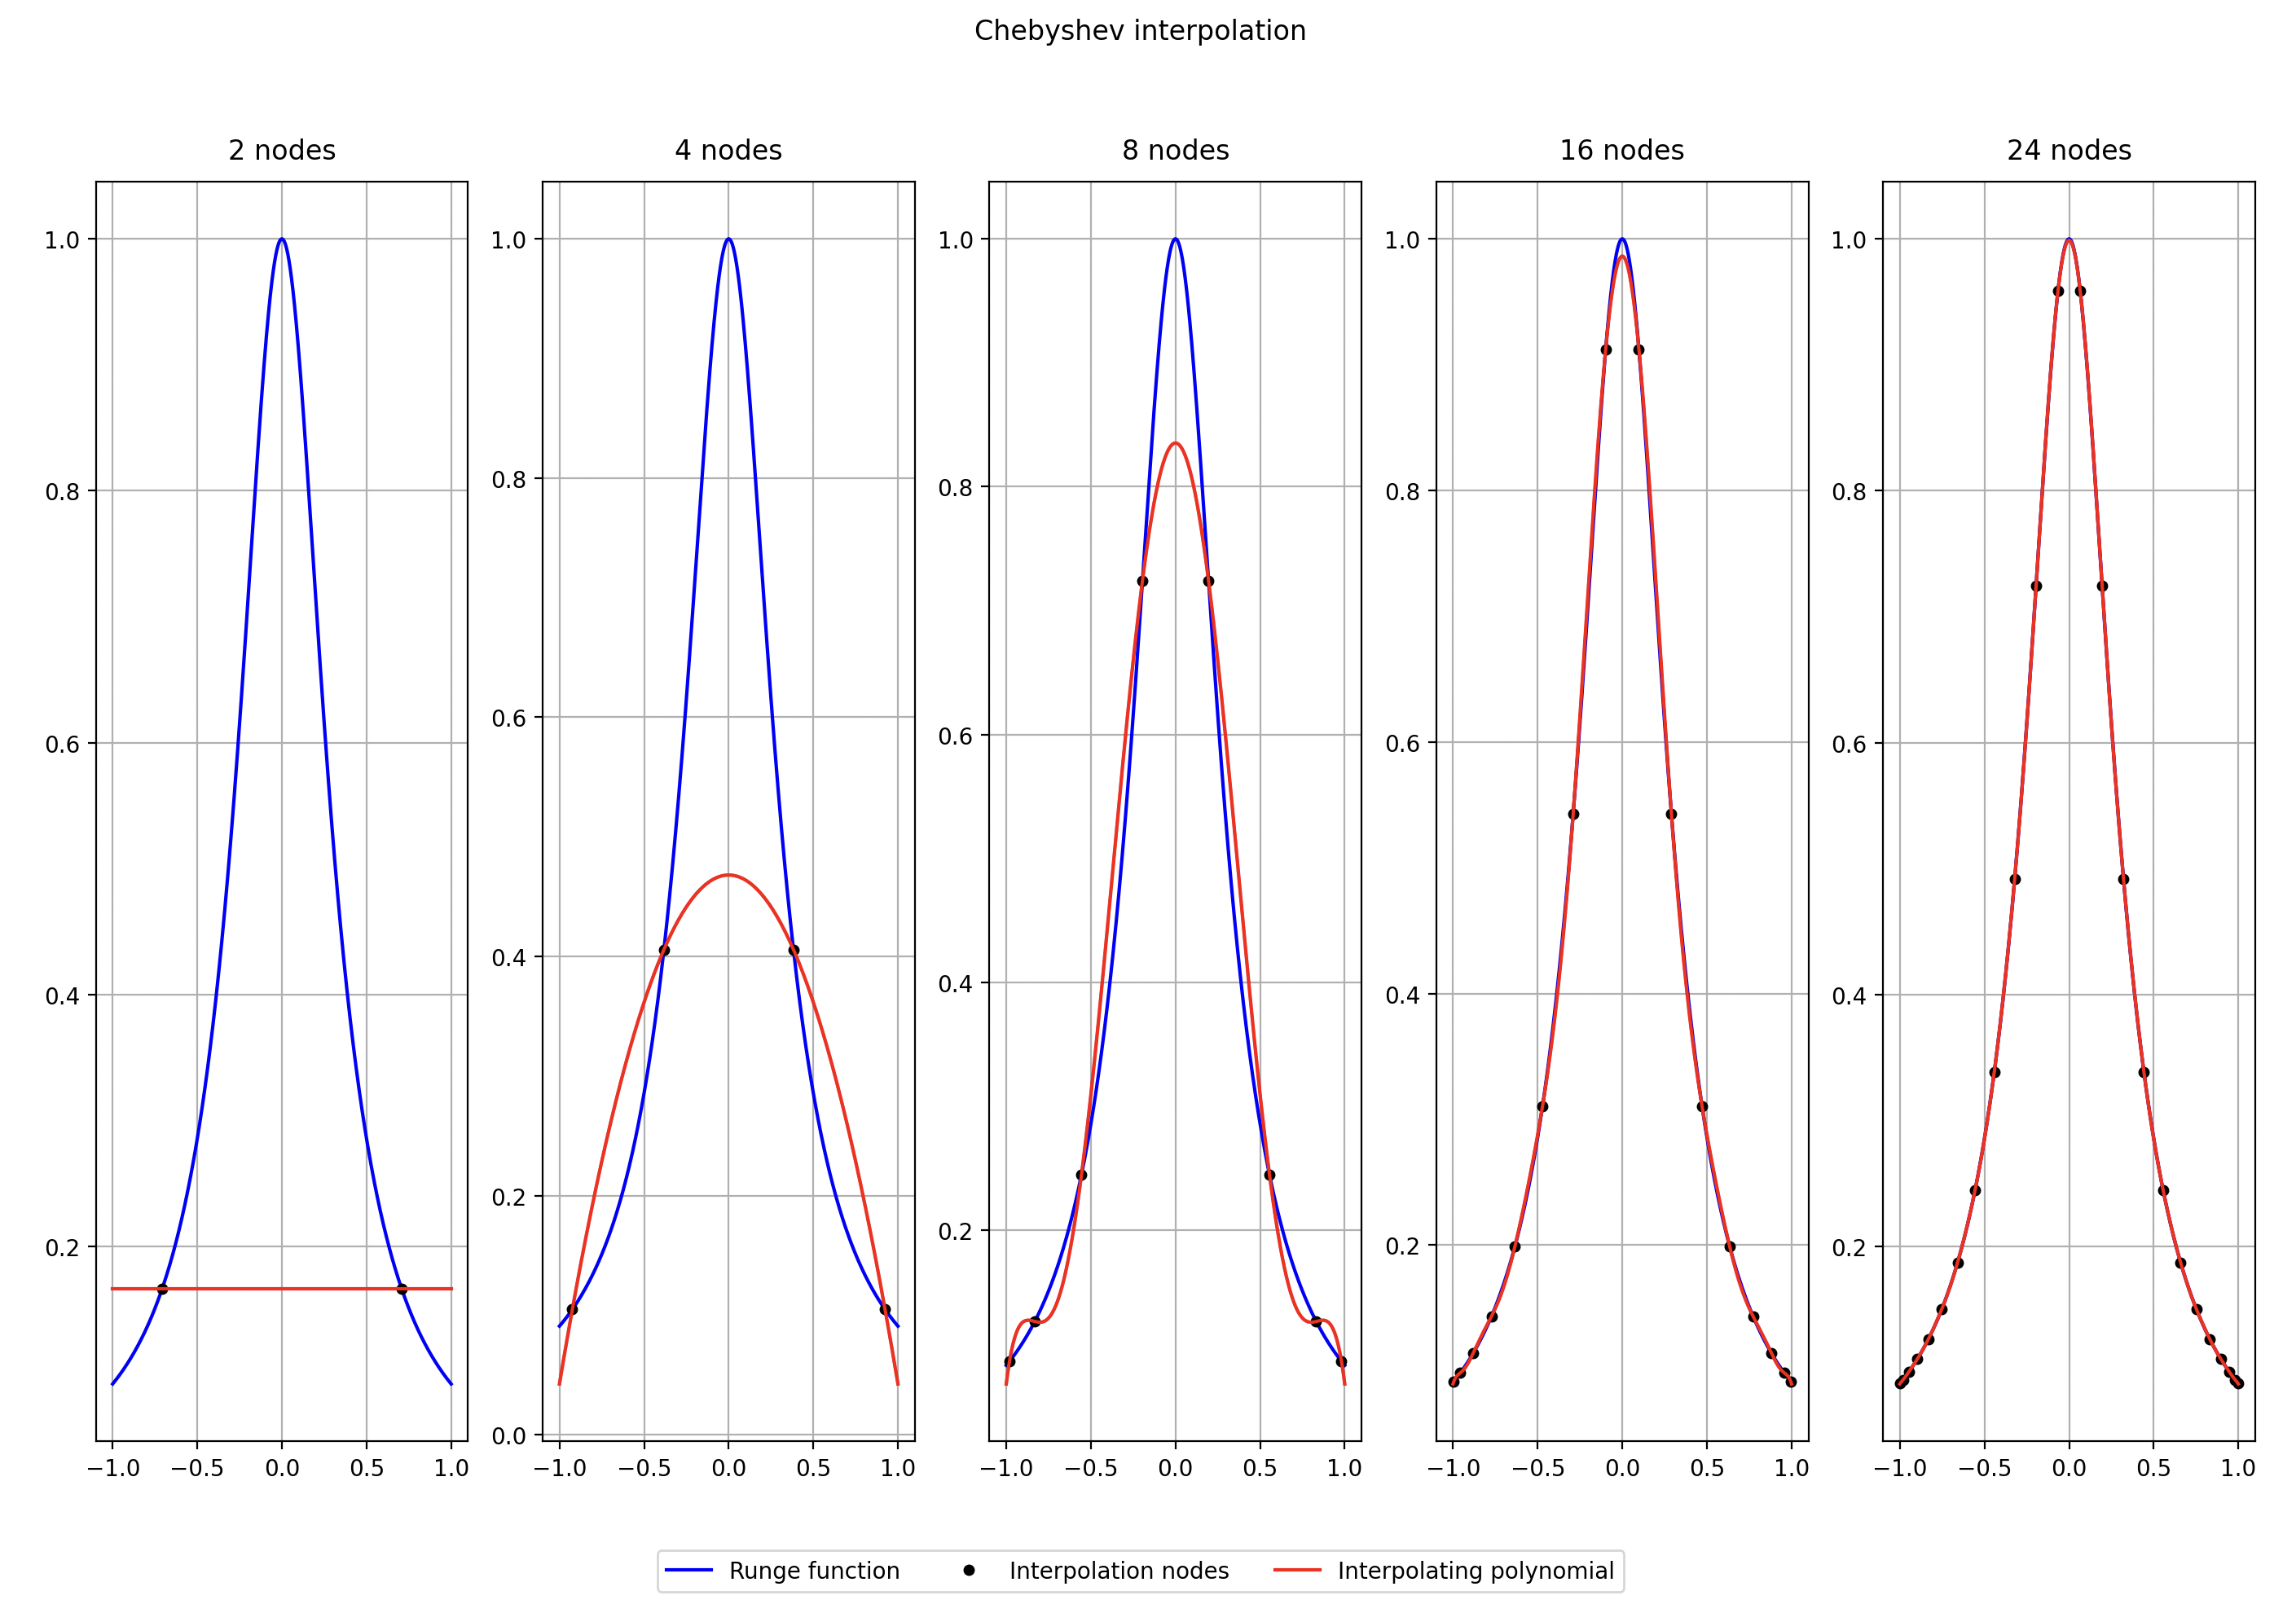 Chebyshev interpolation
2 nodes
1.0
0.8
0.6
0.4
0.2
−1.0 −0.5 0.0 0.5 1.0
4 nodes
1.0
0.8
0.6
0.4
0.2
0.0
−1.0 −0.5 0.0 0.5 1.0
8 nodes
1.0
0.8
0.6
0.4
0.2
−1.0 −0.5 0.0 0.5 1.0
16 nodes
1.0
0.8
0.6
0.4
0.2
−1.0 −0.5 0.0 0.5 1.0
24 nodes
1.0
0.8
0.6
0.4
0.2
−1.0 −0.5 0.0 0.5 1.0
Runge function Interpolation nodes Interpolating polynomial